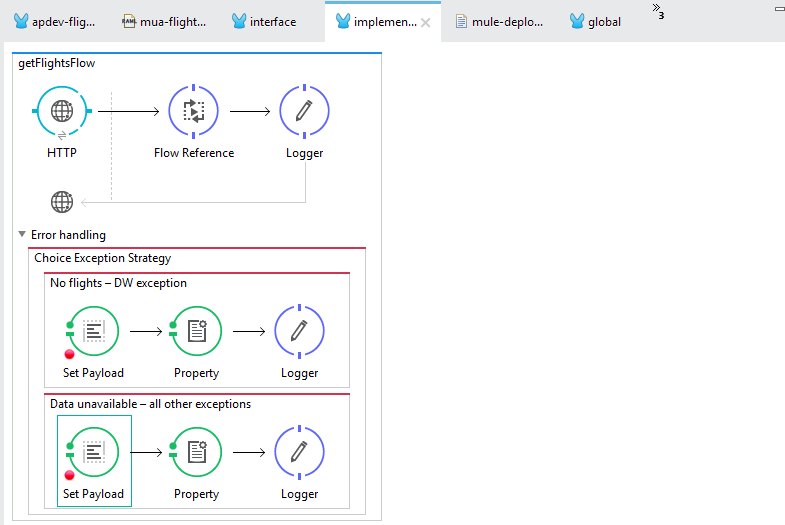 apdev-flig...
RAML
mua-flight...
interface
implemen...
mule-deplo...
global
»3
getFlightsFlow
HTTP
Flow Reference
Logger
Error handling
Choice Exception Strategy
No flights – DW exception
Set Payload
Property
Logger
Data unavailable – all other exceptions
Set Payload
Property
Logger